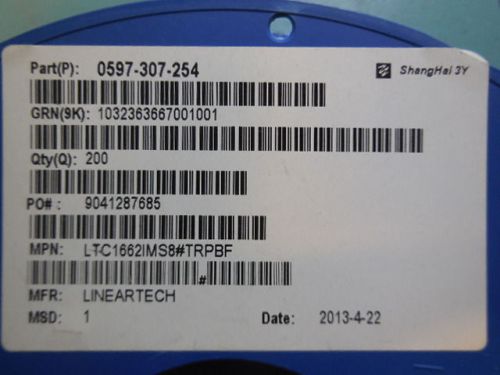 Part(P): 0597-307-254 ShangHai 3Y
GRN(9K): 1032363667001001
Qty(Q): 200
PO# : 9041287685
MPN: LTC1662IMS8#TRPBF
#
MFR: LINEARTECH
MSD: 1 Date: 2013-4-22